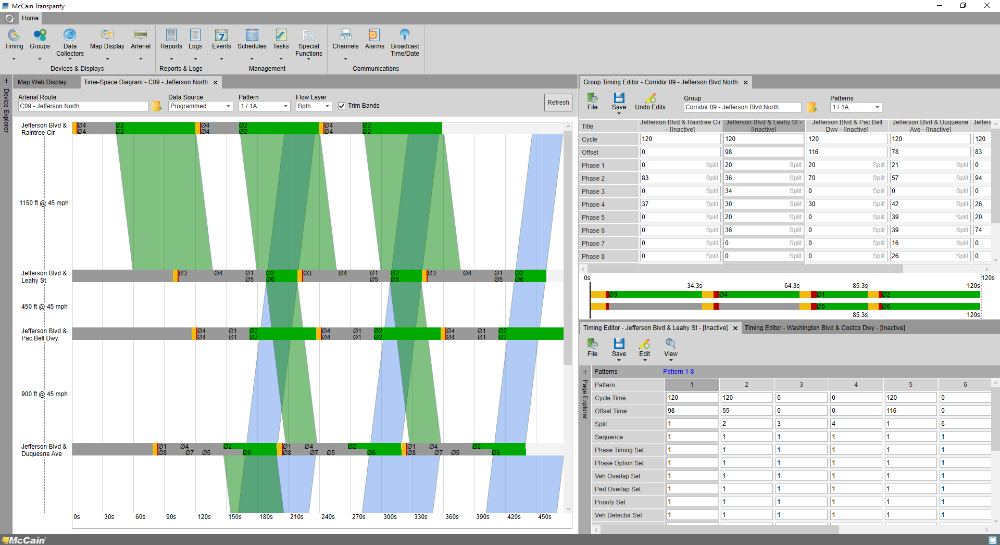 McCain Transparity
Home
Timing
Groups
Data
Collectors
Map Display
Arterial
Devices & Displays
Reports
Logs
Reports & Logs
Events
Schedules
Tasks
FX
Special
Functions
Management
Channels
Alarms
Broadcast
Time/Date
Communications
Device Explorer
Map Web Display
Time-Space Diagram - C09 - Jefferson North
Arterial Route
C09 - Jefferson North
Data Source
Programmed
Pattern
1 / 1A
Flow Layer
Both
Trim Bands
Refresh
Jefferson Blvd &
Raintree Cir
Ø4 Ø2 Ø4 Ø2 Ø4 Ø2
Ø4 Ø2 Ø4 Ø2 Ø4 Ø2
1150 ft @ 45 mph
Jefferson Blvd &
Leahy St
Ø3 Ø4 Ø1 Ø2 Ø3 Ø4 Ø1 Ø2 Ø3 Ø4 Ø1 Ø2
Ø5 Ø6 Ø5 Ø6 Ø5 Ø6
450 ft @ 45 mph
Jefferson Blvd &
Pac Bell Dwy
Ø4 Ø1 Ø2 Ø4 Ø1 Ø2 Ø4 Ø1 Ø2
Ø4 Ø1 Ø2 Ø4 Ø1 Ø2 Ø4 Ø1 Ø2
900 ft @ 45 mph
Jefferson Blvd &
Duquesne Ave
Ø1 Ø4 Ø2 Ø1 Ø4 Ø2 Ø1 Ø4 Ø2
Ø8 Ø7 Ø5 Ø6 Ø8 Ø7 Ø5 Ø6 Ø8 Ø7 Ø5 Ø6
0s 30s 60s 90s 120s 150s 180s 210s 240s 270s 300s 330s 360s 390s 420s 450s
Group Timing Editor - Corridor 09 - Jefferson Blvd North
File
Save
Undo Edits
Group
Corridor 09 - Jefferson Blvd North
Patterns
1 / 1A
Title
Jefferson Blvd & Raintree Cir
- [Inactive]
Jefferson Blvd & Leahy St -
[Inactive]
Jefferson Blvd & Pac Bell
Dwy - [Inactive]
Jefferson Blvd & Duquesne
Ave - [Inactive]
Jeffers
Cycle 120 120 120 120 120
Offset 0 98 116 78 83
Phase 1 0 Split 20 Split 20 Split 21 Split 0
Phase 2 83 Split 36 Split 70 Split 57 Split 94
Phase 3 0 Split 34 Split 0 Split 0 Split 0
Phase 4 37 Split 30 Split 30 Split 42 Split 26
Phase 5 0 Split 20 Split 0 Split 39 Split 20
Phase 6 0 Split 36 Split 0 Split 39 Split 74
Phase 7 0 Split 0 Split 0 Split 16 Split 0
Phase 8 0 Split 0 Split 0 Split 26 Split 0
0s 120s
34.3s 64.3s 85.3s 120s
Ø3 Ø4 Ø1 Ø2
Ø5 Ø6
85.3s 120s
Timing Editor - Jefferson Blvd & Leahy St - [Inactive]
Timing Editor - Washington Blvd & Costco Dwy - [Inactive]
File
Save
Edit
View
Page Explorer
Patterns
Pattern 1-8
Pattern 1 2 3 4 5 6
Cycle Time 120 120 0 0 120 0
Offset Time 98 55 0 0 116 0
Split 1 2 3 4 1 6
Sequence 1 1 1 1 1 1
Phase Timing Set 1 1 1 1 1 1
Phase Option Set 1 1 1 1 1 1
Veh Overlap Set 1 1 1 1 1 1
Ped Overlap Set 1 1 1 1 1 1
Priority Set 1 1 1 1 1 1
Veh Detector Set 1 1 1 1 1 1
McCain